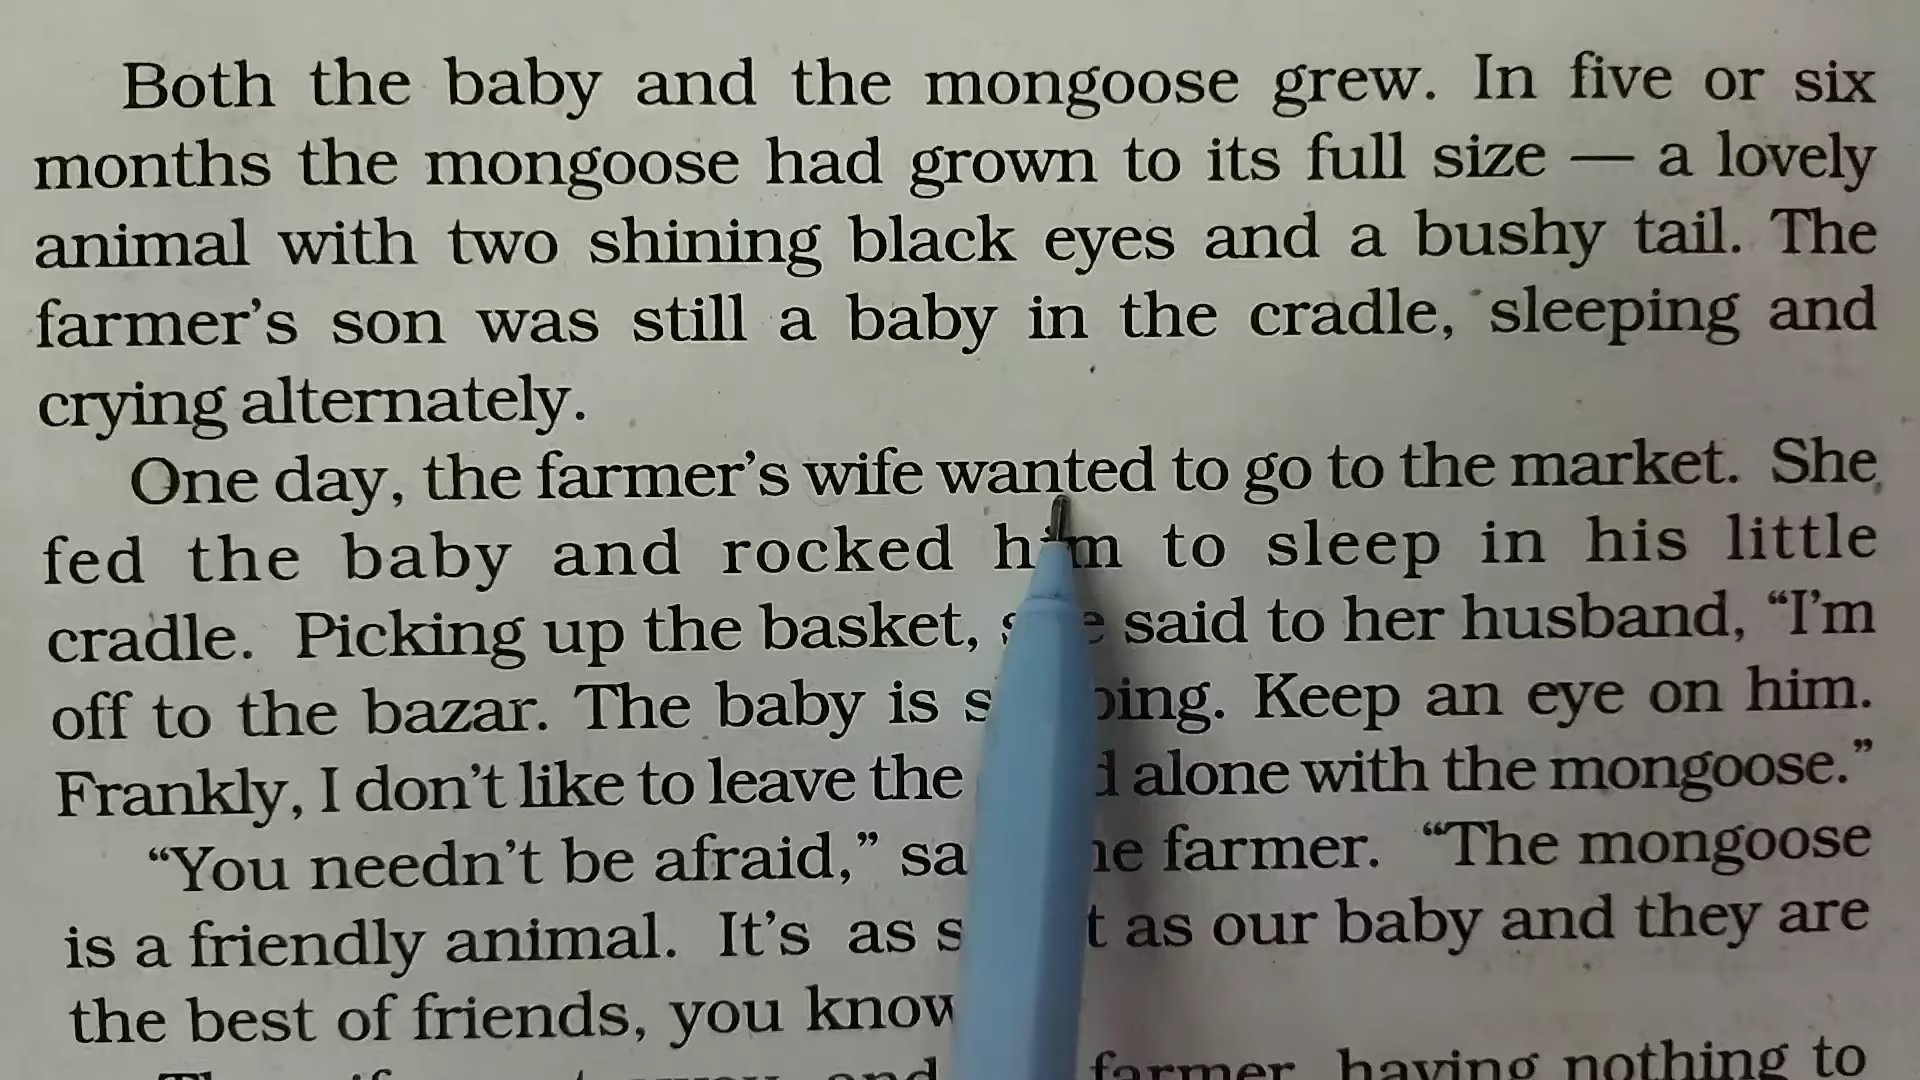 Both the baby and the mongoose grew. In five or six
months the mongoose had grown to its full size — a lovely
animal with two shining black eyes and a bushy tail. The
farmer’s son was still a baby in the cradle, sleeping and
crying alternately.
One day, the farmer’s wife wanted to go to the market. She
fed the baby and rocked him to sleep in his little
cradle. Picking up the basket, she said to her husband, “I’m
off to the bazar. The baby is Keep an eye on him.
Frankly, I don’t like to leave the alone with the mongoose.”
“You needn’t be afraid,” farmer. “The mongoose
is a friendly animal. It’s as as our baby and they are
the best of friends, you know
farmer having nothing to